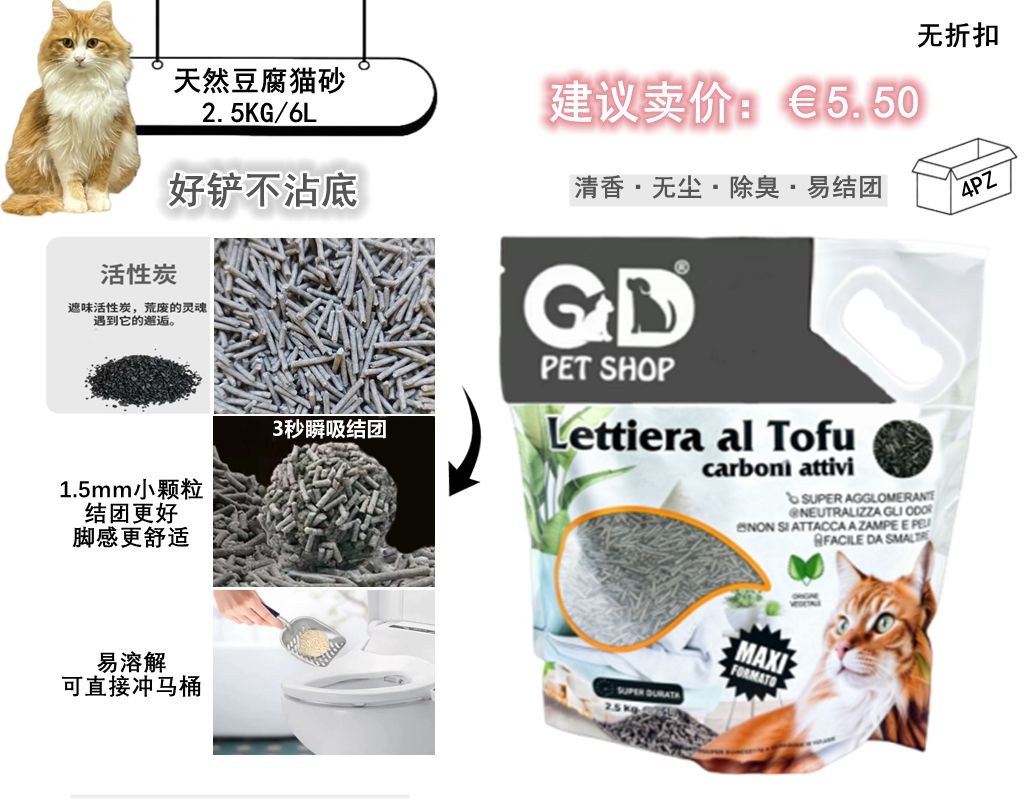 无折扣
天然豆腐猫砂
2.5KG/6L
建议卖价：€5.50
好铲不沾底
清香·无尘·除臭·易结团
4PZ
活性炭
遮味活性炭，荒废的灵魂
遇到它的邂逅。
3秒瞬吸结团
1.5mm小颗粒
结团更好
脚感更舒适
易溶解
可直接冲马桶
GD®
PET SHOP
Lettiera al Tofu
carboni attivi
SUPER AGGLOMERANTE
NEUTRALIZZA GLI ODOR
NON SI ATTACCA A ZAMPE E PELI
FACILE DA SMALTIRE
ORIGINE
VEGETALE
MAXI
FORMATO
SUPER DURATA
2.5 Kg